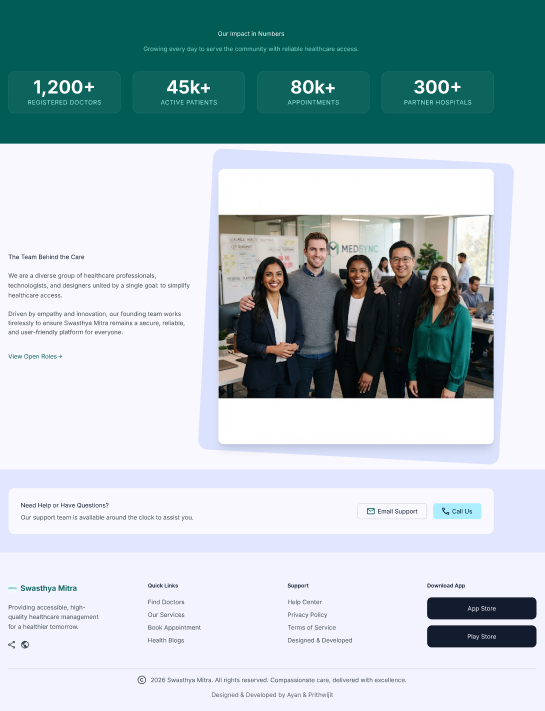 Our Impact in Numbers
Growing every day to serve the community with reliable healthcare access.
1,200+
REGISTERED DOCTORS
45k+
ACTIVE PATIENTS
80k+
APPOINTMENTS
300+
PARTNER HOSPITALS
MEDSYNC
The Team Behind the Care
We are a diverse group of healthcare professionals,
technologists, and designers united by a single goal: to simplify
healthcare access.
Driven by empathy and innovation, our founding team works
tirelessly to ensure Swasthya Mitra remains a secure, reliable,
and user-friendly platform for everyone.
View Open Roles →
Need Help or Have Questions?
Our support team is available around the clock to assist you.
Email Support
Call Us
Swasthya Mitra
Providing accessible, high-
quality healthcare management
for a healthier tomorrow.
Quick Links
Find Doctors
Our Services
Book Appointment
Health Blogs
Support
Help Center
Privacy Policy
Terms of Service
Designed & Developed
Download App
App Store
Play Store
© 2026 Swasthya Mitra. All rights reserved. Compassionate care, delivered with excellence.
Designed & Developed by Ayan & Prithwijit